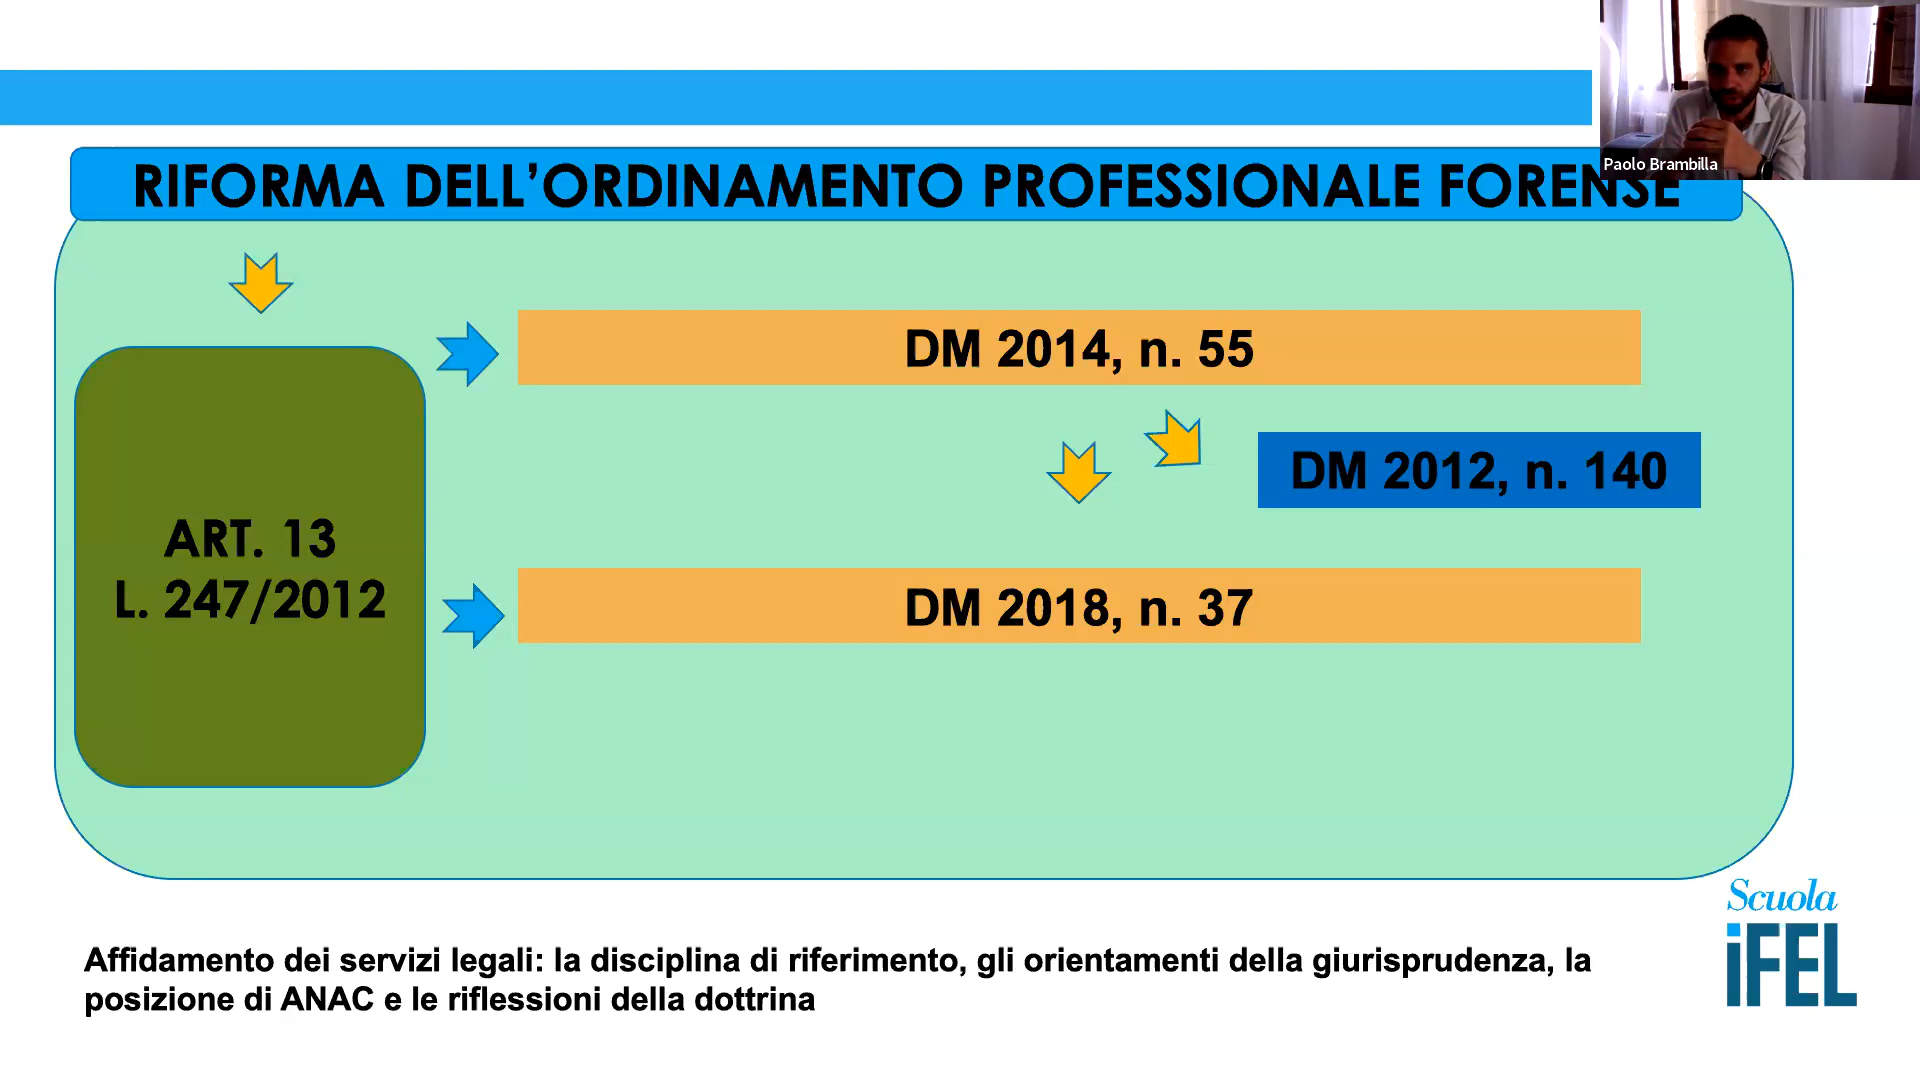 Paolo Brambilla
RIFORMA DELL’ORDINAMENTO PROFESSIONALE FORENSE
DM 2014, n. 55
DM 2012, n. 140
ART. 13
L. 247/2012
DM 2018, n. 37
Affidamento dei servizi legali: la disciplina di riferimento, gli orientamenti della giurisprudenza, la
posizione di ANAC e le riflessioni della dottrina
Scuola
iFEL